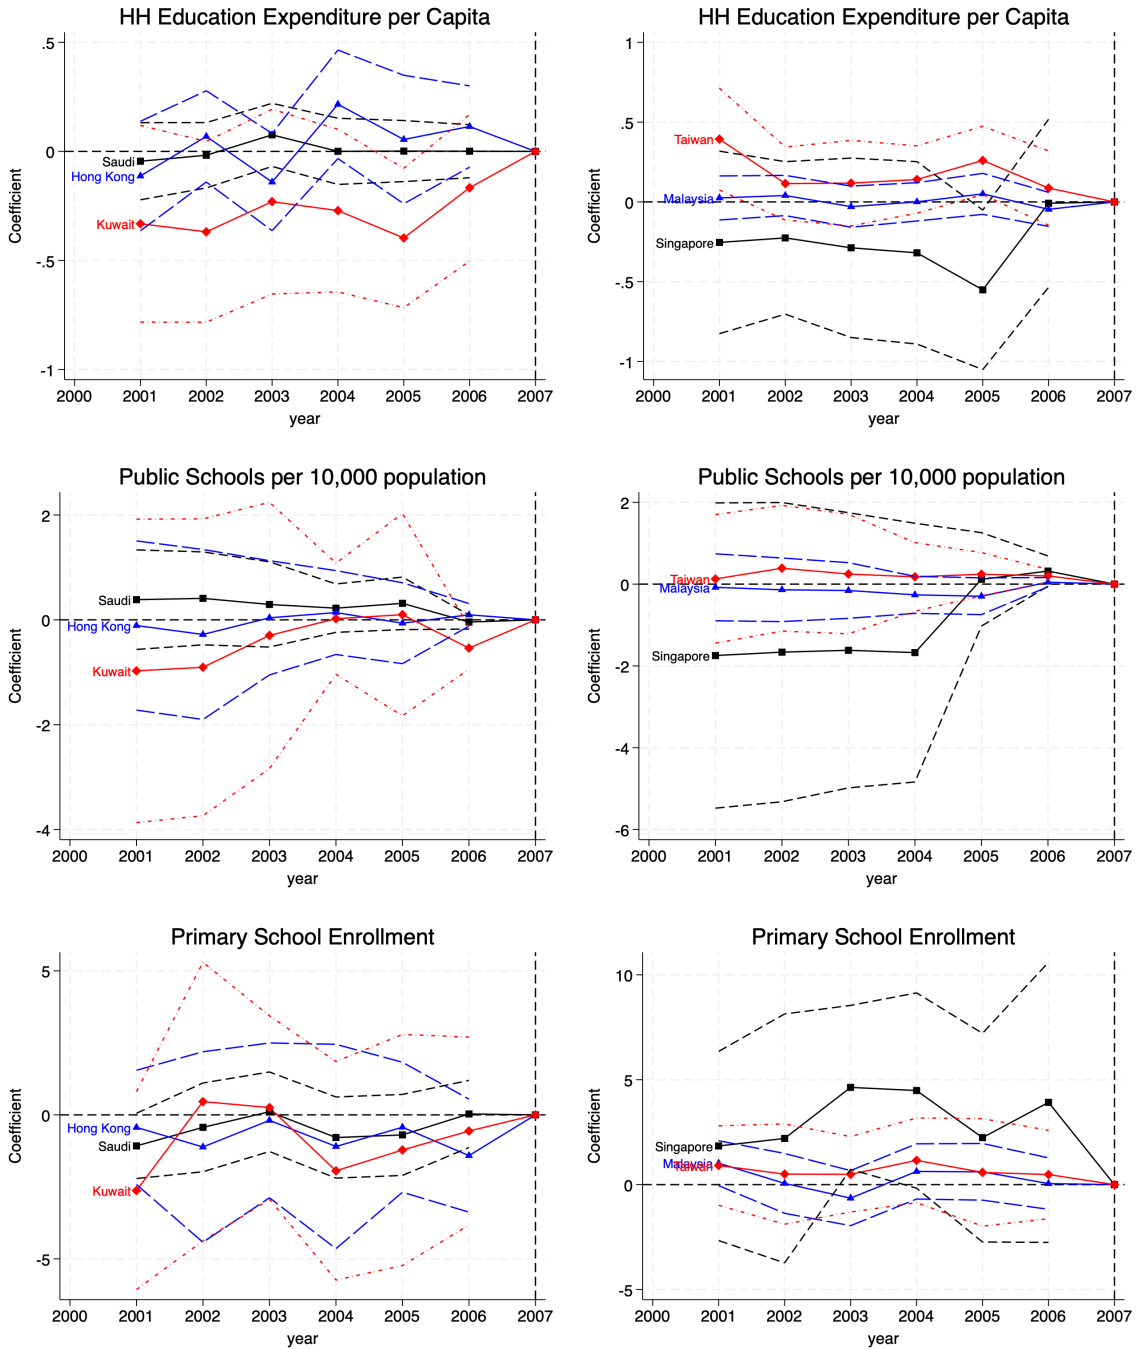 HH Education Expenditure per Capita
.5
0
-.5
-1
Coefficient
Saudi
Hong Kong
Kuwait
2000 2001 2002 2003 2004 2005 2006 2007
year
HH Education Expenditure per Capita
1
.5
0
-.5
-1
Coefficient
Taiwan
Malaysia
Singapore
2000 2001 2002 2003 2004 2005 2006 2007
year
Public Schools per 10,000 population
2
0
-2
-4
Coefficient
Saudi
Hong Kong
Kuwait
2000 2001 2002 2003 2004 2005 2006 2007
year
Public Schools per 10,000 population
2
0
-2
-4
-6
Coefficient
Taiwan
Malaysia
Singapore
2000 2001 2002 2003 2004 2005 2006 2007
year
Primary School Enrollment
5
0
-5
Coefficient
Hong Kong
Saudi
Kuwait
2000 2001 2002 2003 2004 2005 2006 2007
year
Primary School Enrollment
10
5
0
-5
Coefficient
Singapore
Malaysia
Taiwan
2000 2001 2002 2003 2004 2005 2006 2007
year